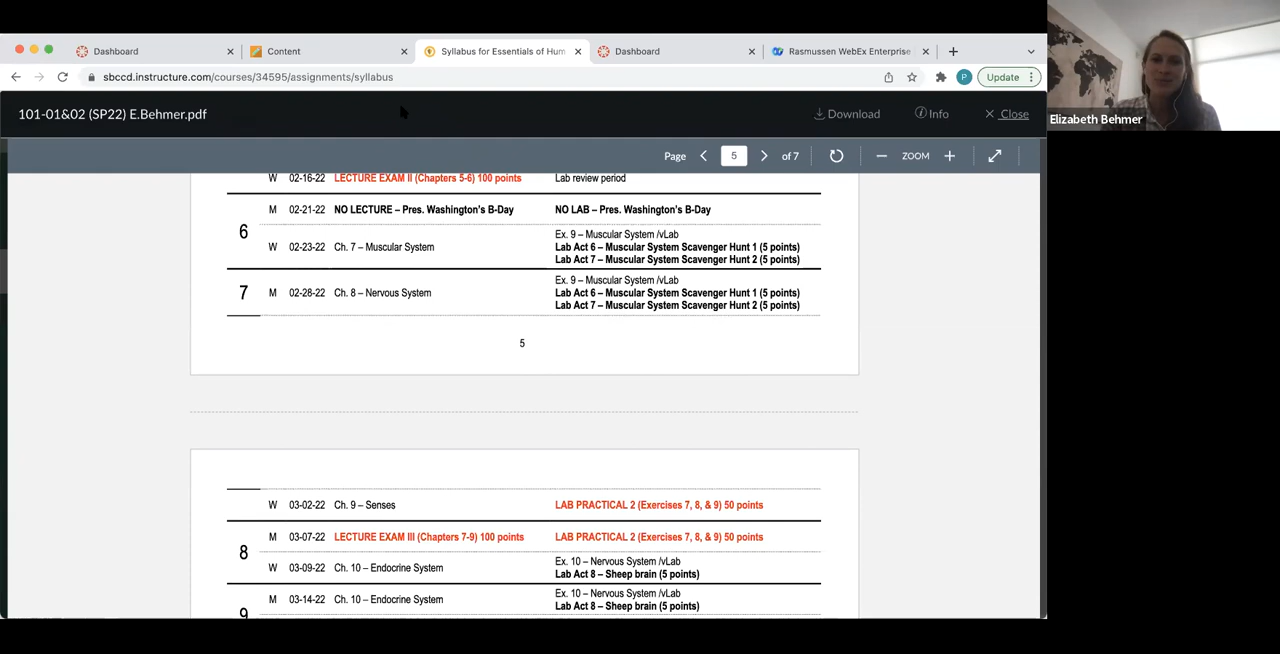 Dashboard
Content
Syllabus for Essentials of Hum
Dashboard
Rasmussen WebEx Enterprise
sbccd.instructure.com/courses/34595/assignments/syllabus
P
Update
101-01&02 (SP22) E.Behmer.pdf
Download
Info
Close
Elizabeth Behmer
Page 5 of 7
ZOOM
W 02-16-22 LECTURE EXAM II (Chapters 5-6) 100 points Lab review period
6
M 02-21-22 NO LECTURE – Pres. Washington's B-Day NO LAB – Pres. Washington's B-Day
W 02-23-22 Ch. 7 – Muscular System Ex. 9 – Muscular System /vLab
Lab Act 6 – Muscular System Scavenger Hunt 1 (5 points)
Lab Act 7 – Muscular System Scavenger Hunt 2 (5 points)
7
M 02-28-22 Ch. 8 – Nervous System Ex. 9 – Muscular System /vLab
Lab Act 6 – Muscular System Scavenger Hunt 1 (5 points)
Lab Act 7 – Muscular System Scavenger Hunt 2 (5 points)
5
W 03-02-22 Ch. 9 – Senses LAB PRACTICAL 2 (Exercises 7, 8, & 9) 50 points
8
M 03-07-22 LECTURE EXAM III (Chapters 7-9) 100 points LAB PRACTICAL 2 (Exercises 7, 8, & 9) 50 points
W 03-09-22 Ch. 10 – Endocrine System Ex. 10 – Nervous System /vLab
Lab Act 8 – Sheep brain (5 points)
9
M 03-14-22 Ch. 10 – Endocrine System Ex. 10 – Nervous System /vLab
Lab Act 8 – Sheep brain (5 points)